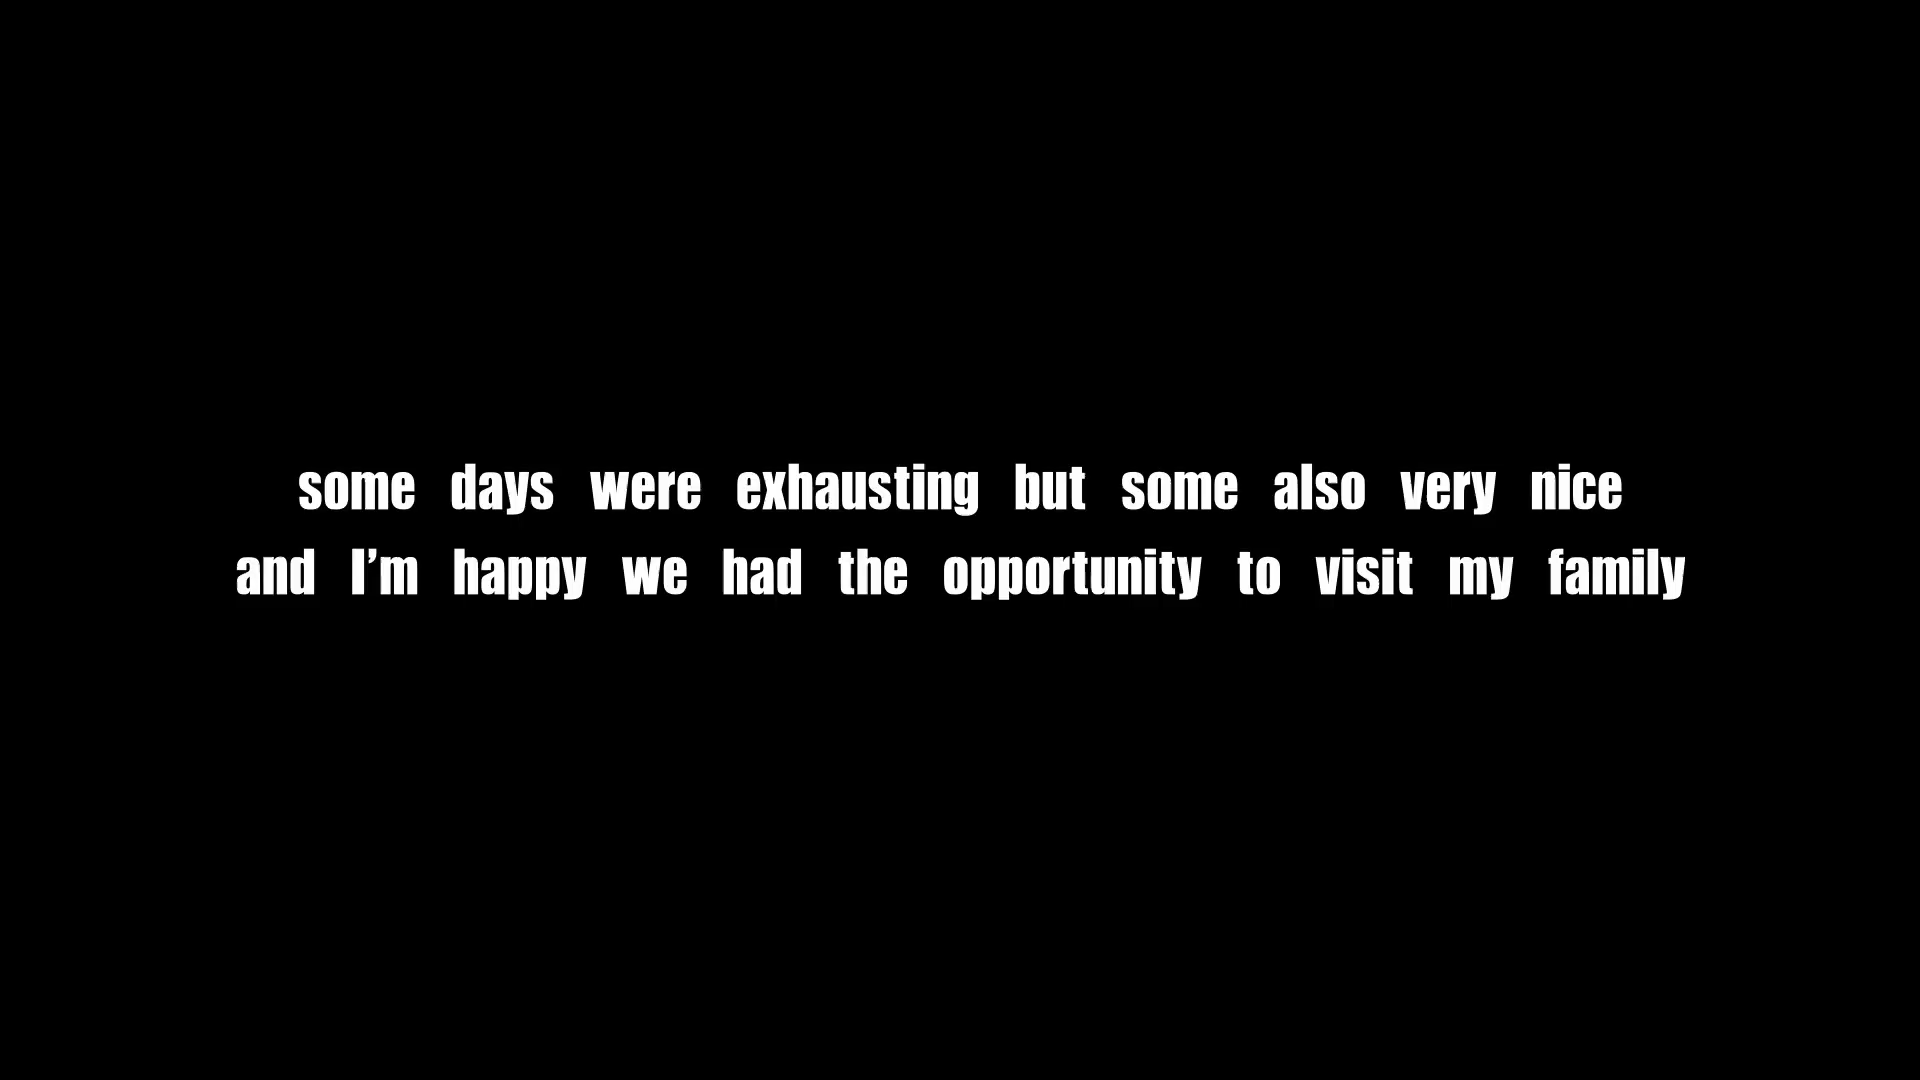 some days were exhausting but some also very nice
and I’m happy we had the opportunity to visit my family